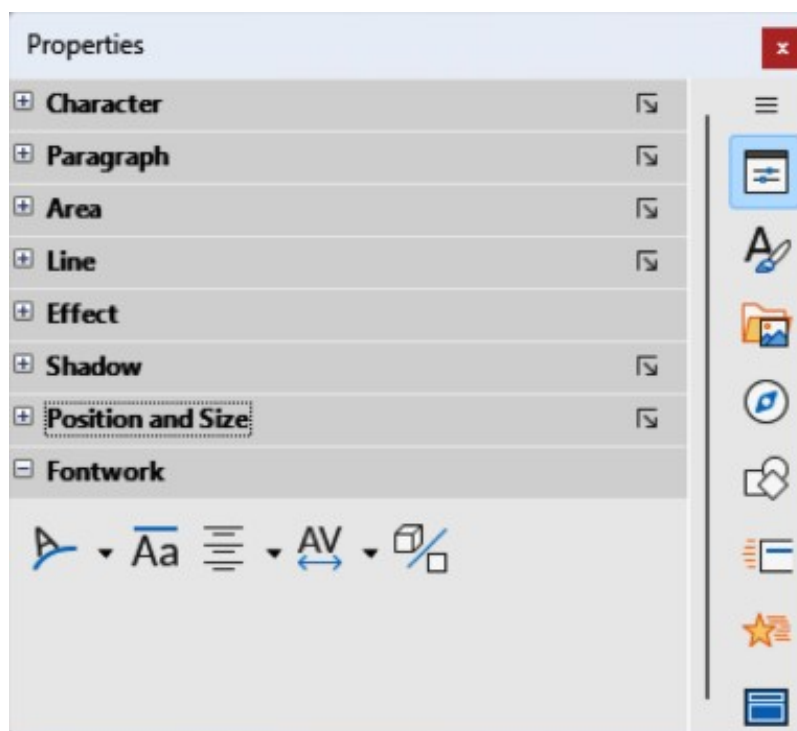 Properties
Character
Paragraph
Area
Line
Effect
Shadow
Position and Size
Fontwork
Aa
AV